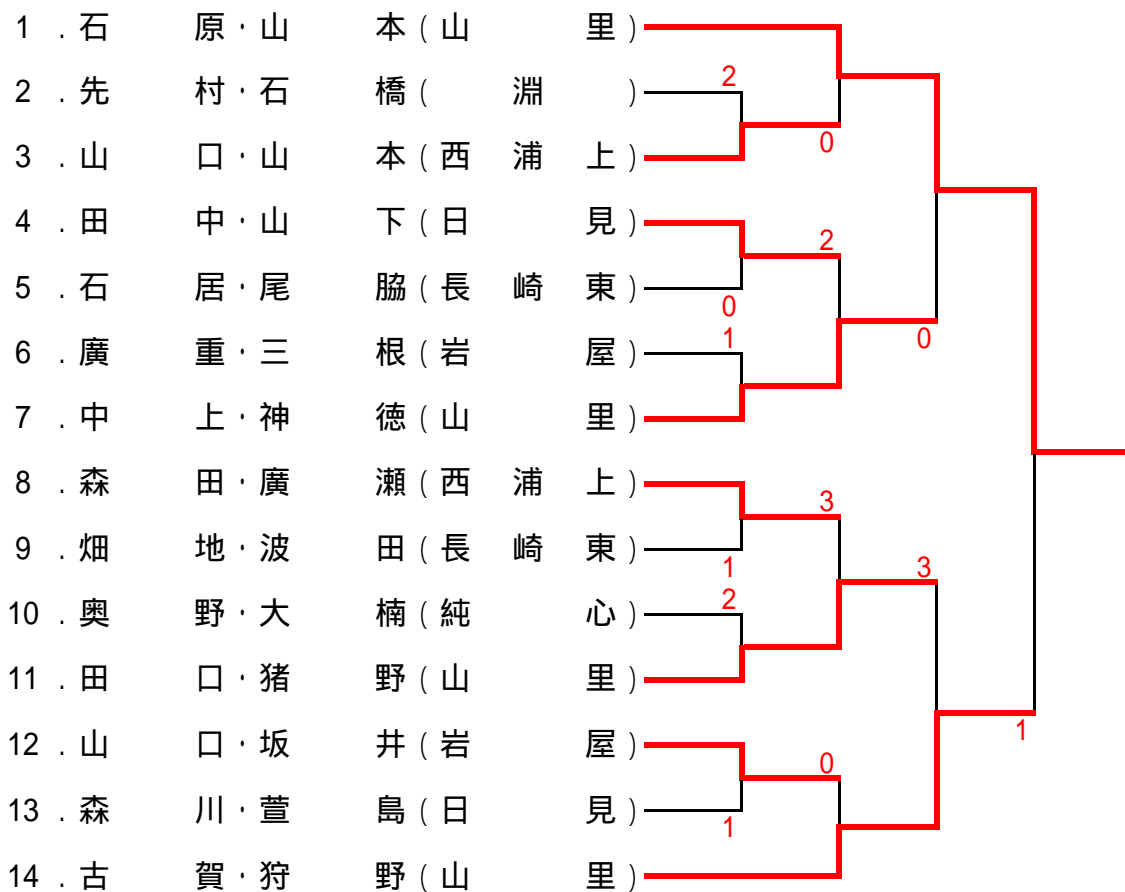 1 . 石原・山本 (山里)
2
2 . 先村・石橋 (淵)
0
3 . 山口・山本 (西浦上)
4 . 田中・山下 (日見)
2
5 . 石居・尾脇 (長崎東)
0
1
0
6 . 廣重・三根 (岩屋)
7 . 中上・神徳 (山里)
8 . 森田・廣瀬 (西浦上)
3
9 . 畑地・波田 (長崎東)
1
3
2
10 . 奥野・大楠 (純心)
11 . 田口・猪野 (山里)
1
12 . 山口・坂井 (岩屋)
0
13 . 森川・萱島 (日見)
1
14 . 古賀・狩野 (山里)